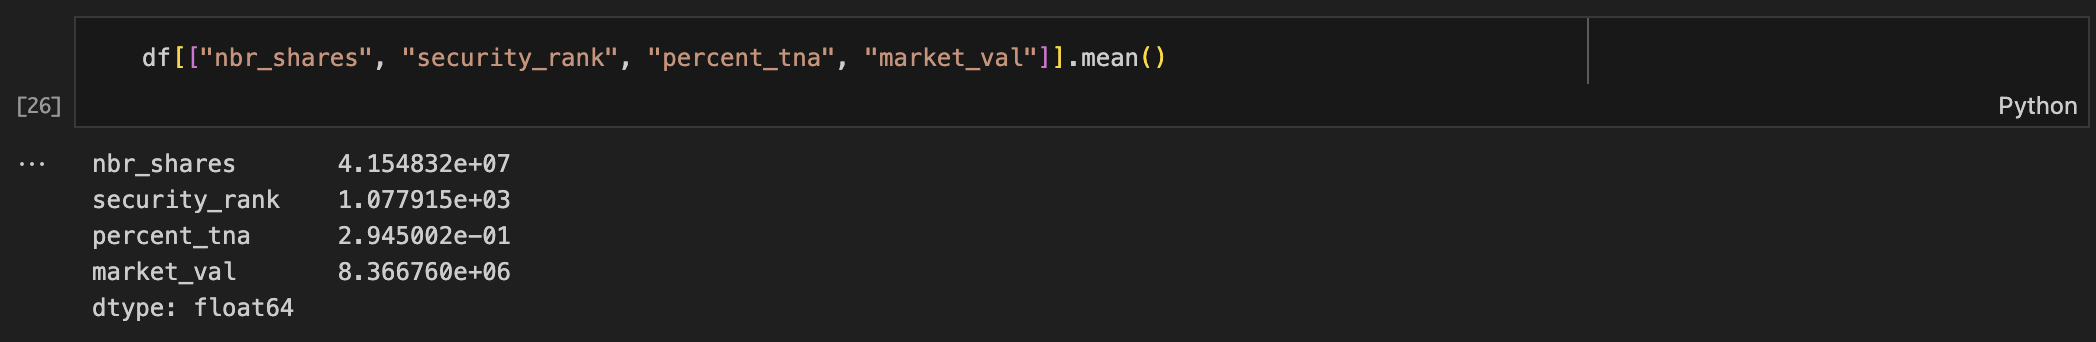 df[["nbr_shares", "security_rank", "percent_tna", "market_val"]].mean()
[26]
Python
...
nbr_shares       4.154832e+07
security_rank    1.077915e+03
percent_tna      2.945002e-01
market_val       8.366760e+06
dtype: float64